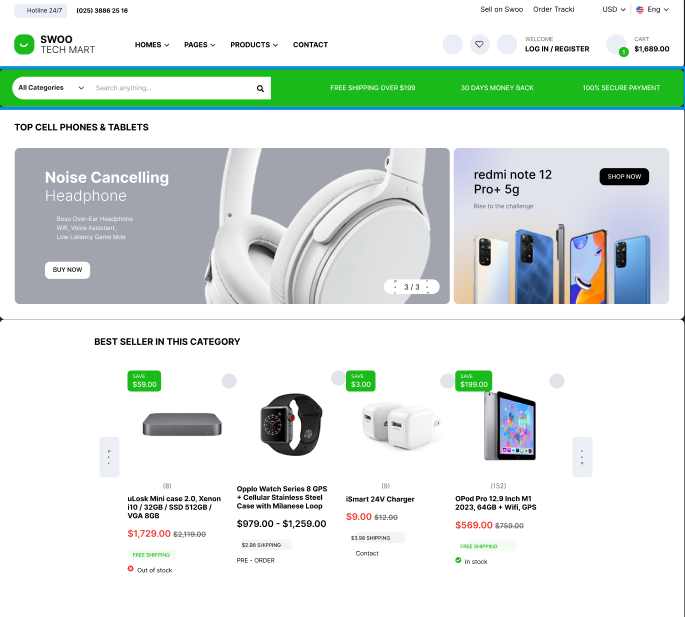 Hotline 24/7
(025) 3886 25 16
Sell on Swoo
Order Tracki
USD
Eng
SWOO
TECH MART
HOMES
PAGES
PRODUCTS
CONTACT
WELCOME
LOG IN / REGISTER
5
CART
$1,689.00
All Categories
Search anything...
FREE SHIPPING OVER $199
30 DAYS MONEY BACK
100% SECURE PAYMENT
TOP CELL PHONES & TABLETS
Noise Cancelling
Headphone
Boso Over-Ear Headphone
Wifi, Voice Assistant,
Low Latency Game Mde
BUY NOW
3 / 3
redmi note 12
Pro+ 5g
Rise to the challenge
SHOP NOW
BEST SELLER IN THIS CATEGORY
SAVE
$59.00
(8)
uLosk Mini case 2.0, Xenon
i10 / 32GB / SSD 512GB /
VGA 8GB
$1,729.00 $2,119.00
FREE SHIPPING
Out of stock
Opplo Watch Series 8 GPS
+ Cellular Stainless Steel
Case with Milanese Loop
$979.00 - $1,259.00
$2.98 SHIPPING
PRE - ORDER
SAVE
$3.00
(9)
iSmart 24V Charger
$9.00 $12.00
$3.98 SHIPPING
Contact
SAVE
$199.00
(152)
OPod Pro 12.9 Inch M1
2023, 64GB + Wifi, GPS
$569.00 $759.00
FREE SHIPPING
In stock